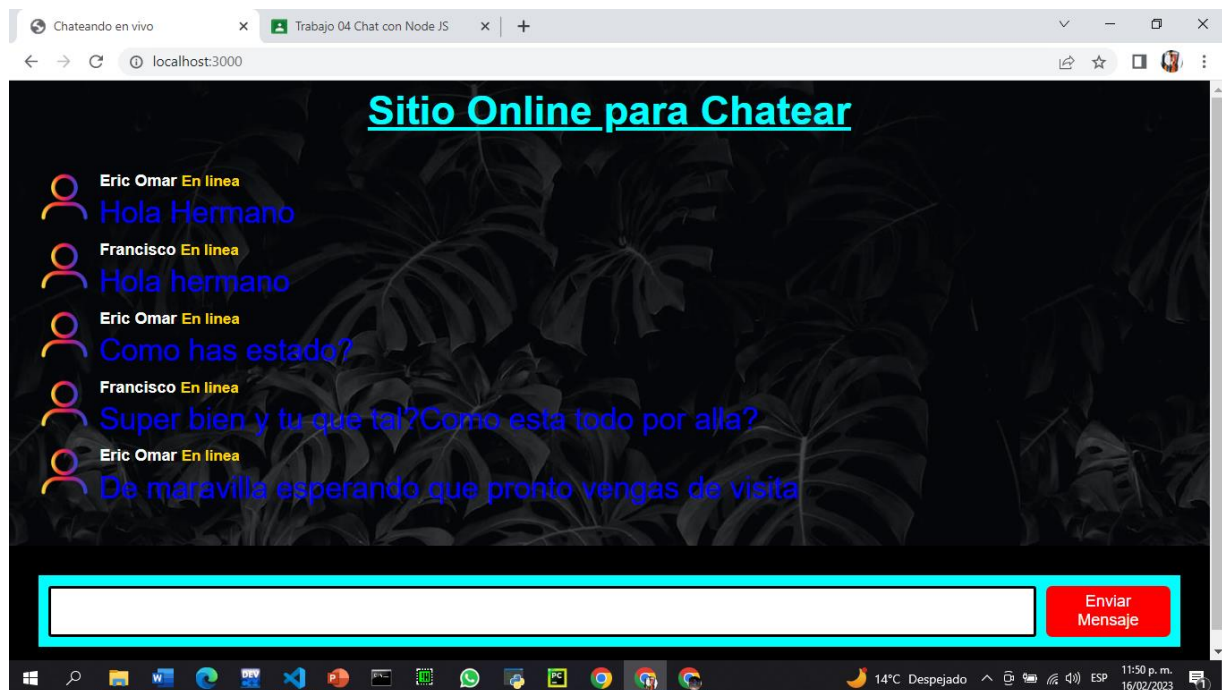 Chateando en vivo
Trabajo 04 Chat con Node JS
localhost:3000
Sitio Online para Chatear
Eric Omar En linea
Hola Hermano
Francisco En linea
Hola hermano
Eric Omar En linea
Como has estado?
Francisco En linea
Super bien y tu que tal?Como esta todo por alla?
Eric Omar En linea
De maravilla esperando que pronto vengas de visita
Enviar
Mensaje
14°C Despejado
ESP
11:50 p. m.
16/02/2023